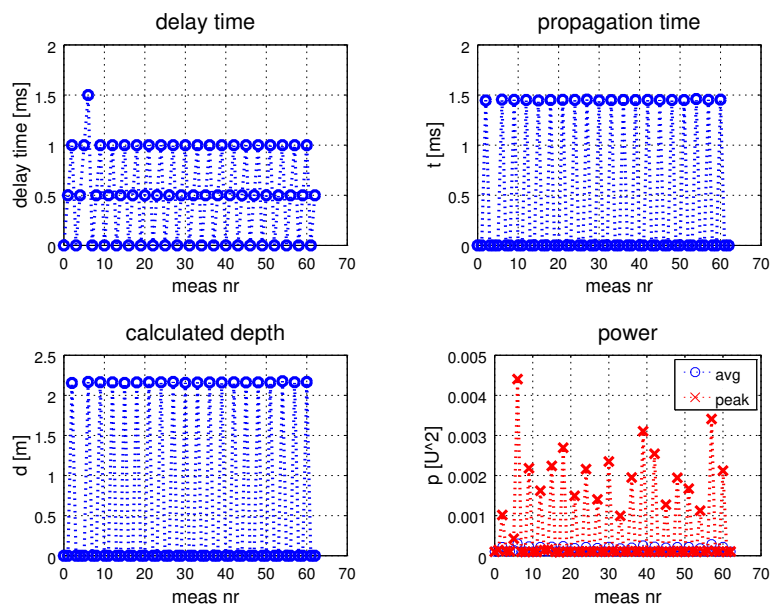 delay time
2
1.5
1
0.5
0
delay time [ms]
0 10 20 30 40 50 60 70
meas nr
propagation time
2
1.5
1
0.5
0
t [ms]
0 10 20 30 40 50 60 70
meas nr
calculated depth
2.5
2
1.5
1
0.5
0
d [m]
0 10 20 30 40 50 60 70
meas nr
power
0.005
0.004
0.003
0.002
0.001
0
p [U^2]
avg
peak
0 10 20 30 40 50 60 70
meas nr